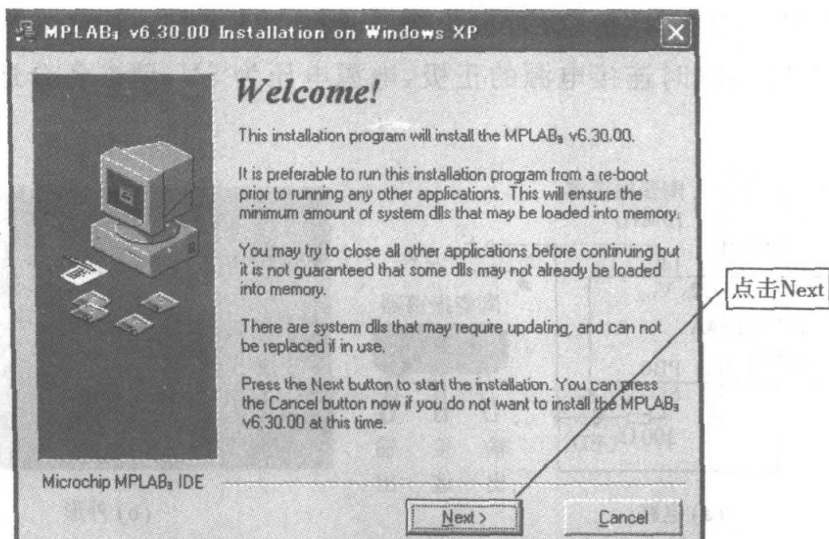 MPLAB₃ v6.30.00 Installation on Windows XP
Welcome!
This installation program will install the MPLAB₃ v6.30.00.
It is preferable to run this installation program from a re-boot
prior to running any other applications. This will ensure the
minimum amount of system dlls that may be loaded into memory.
You may try to close all other applications before continuing but
it is not guaranteed that some dlls may not already be loaded
into memory.
There are system dlls that may require updating, and can not
be replaced if in use.
Press the Next button to start the installation. You can press
the Cancel button now if you do not want to install the MPLAB₃
v6.30.00 at this time.
点击Next
Microchip MPLAB₃ IDE
Next >
Cancel